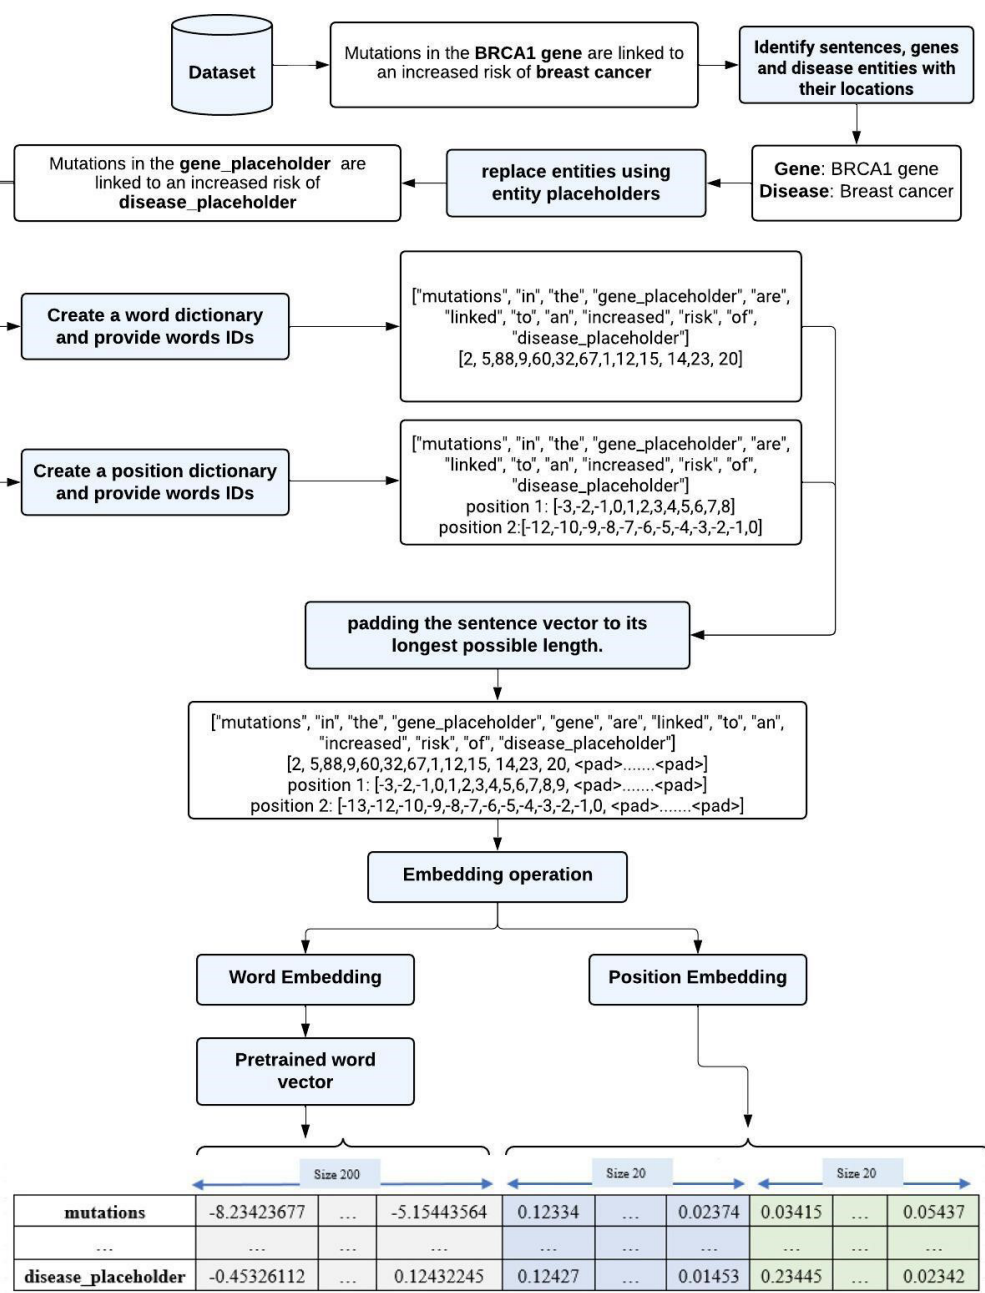 Dataset
Mutations in the BRCA1 gene are linked to
an increased risk of breast cancer
Identify sentences, genes
and disease entities with
their locations
Gene: BRCA1 gene
Disease: Breast cancer
replace entities using
entity placeholders
Mutations in the gene_placeholder are
linked to an increased risk of
disease_placeholder
Create a word dictionary
and provide words IDs
["mutations", "in", "the", "gene_placeholder", "are",
"linked", "to", "an", "increased", "risk", "of",
"disease_placeholder"]
[2, 5,88,9,60,32,67,1,12,15, 14,23, 20]
Create a position dictionary
and provide words IDs
["mutations", "in", "the", "gene_placeholder", "are",
"linked", "to", "an", "increased", "risk", "of",
"disease_placeholder"]
position 1: [-3,-2,-1,0,1,2,3,4,5,6,7,8]
position 2:[-12,-10,-9,-8,-7,-6,-5,-4,-3,-2,-1,0]
padding the sentence vector to its
longest possible length.
["mutations", "in", "the", "gene_placeholder", "gene", "are", "linked", "to", "an",
"increased", "risk", "of", "disease_placeholder"]
[2, 5,88,9,60,32,67,1,12,15, 14,23, 20, <pad>.......<pad>]
position 1: [-3,-2,-1,0,1,2,3,4,5,6,7,8,9, <pad>.......<pad>]
position 2: [-13,-12,-10,-9,-8,-7,-6,-5,-4,-3,-2,-1,0, <pad>.......<pad>]
Embedding operation
Word Embedding
Position Embedding
Pretrained word
vector
Size 200
Size 20
Size 20
mutations -8.23423677 ... -5.15443564 0.12334 ... 0.02374 0.03415 ... 0.05437
... ... ... ... ... ... ... ... ... ...
disease_placeholder -0.45326112 ... 0.12432245 0.12427 ... 0.01453 0.23445 ... 0.02342